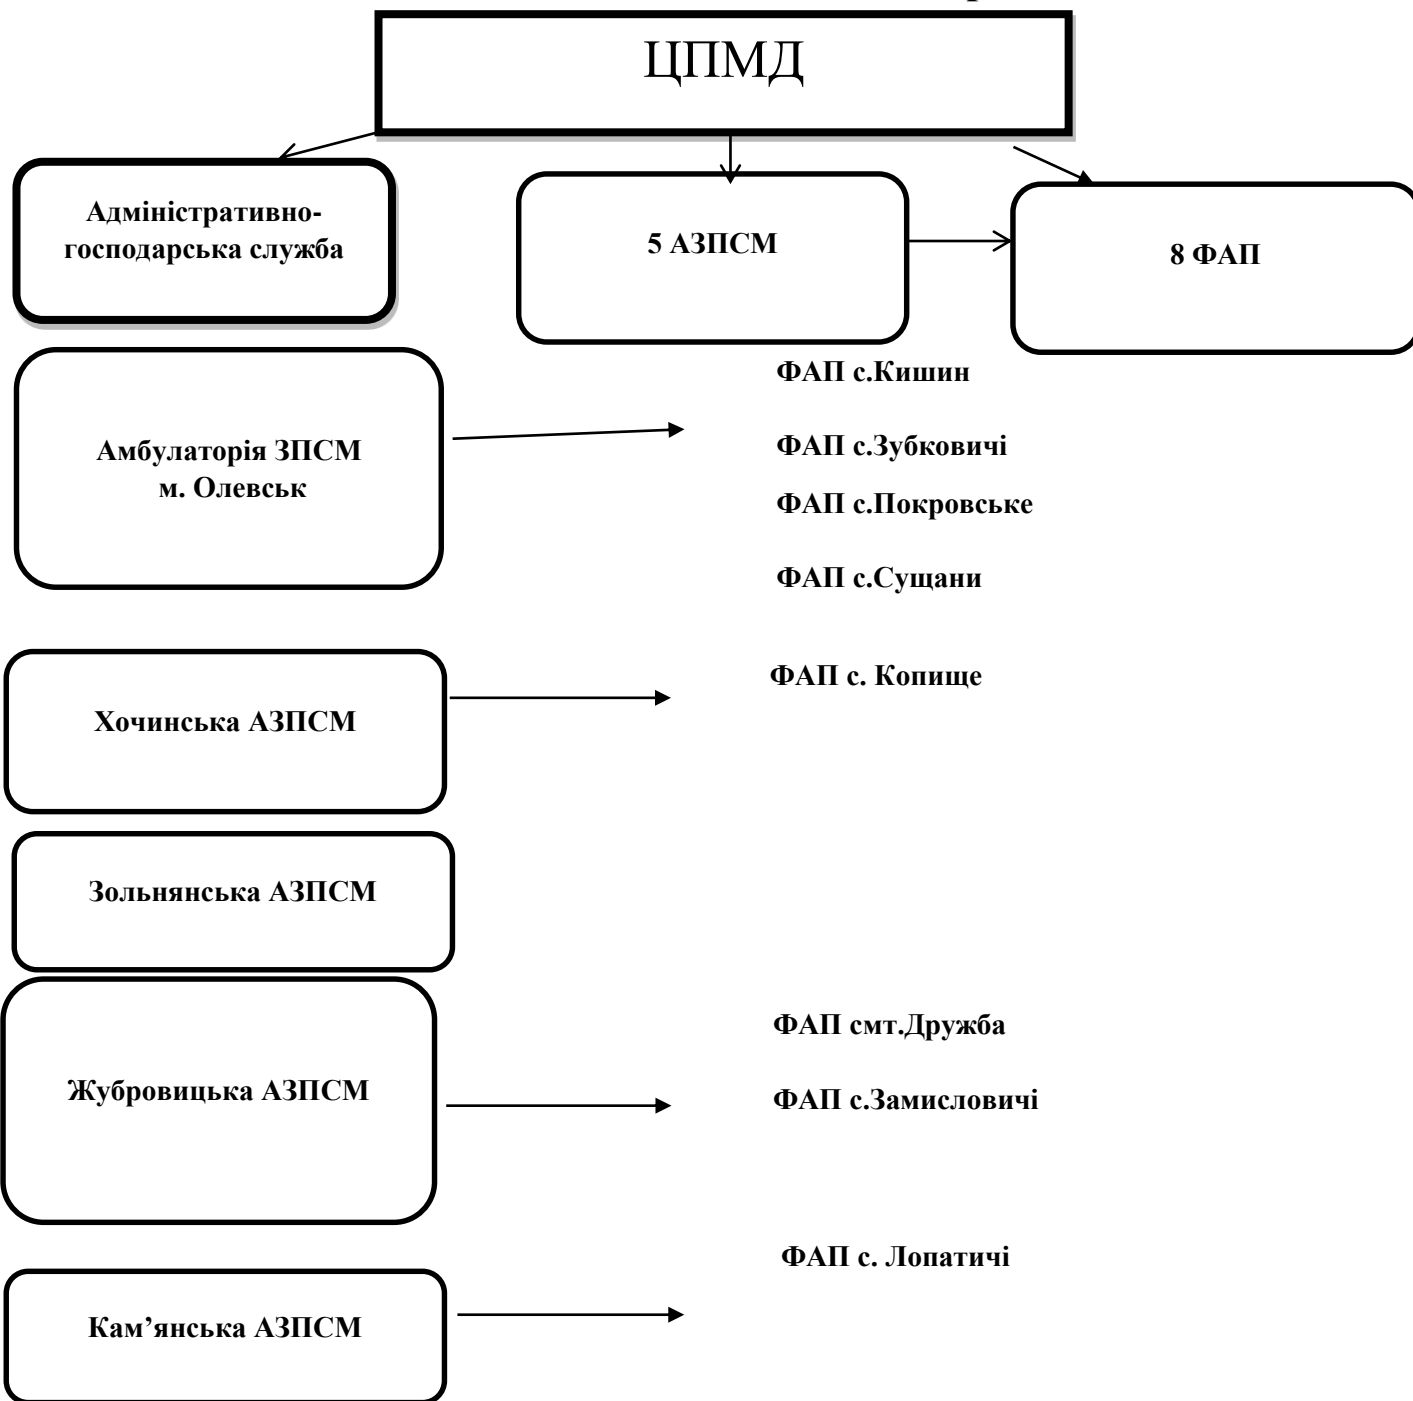 ЦПМД
Адміністративно-
господарська служба
5 АЗПСМ
8 ФАП
Амбулаторія ЗПСМ
м. Олевськ
ФАП с.Кишин
ФАП с.Зубковичі
ФАП с.Покровське
ФАП с.Сущани
Хочинська АЗПСМ
ФАП с. Копище
Зольнянська АЗПСМ
Жубровицька АЗПСМ
ФАП смт.Дружба
ФАП с.Замисловичі
Кам’янська АЗПСМ
ФАП с. Лопатичі